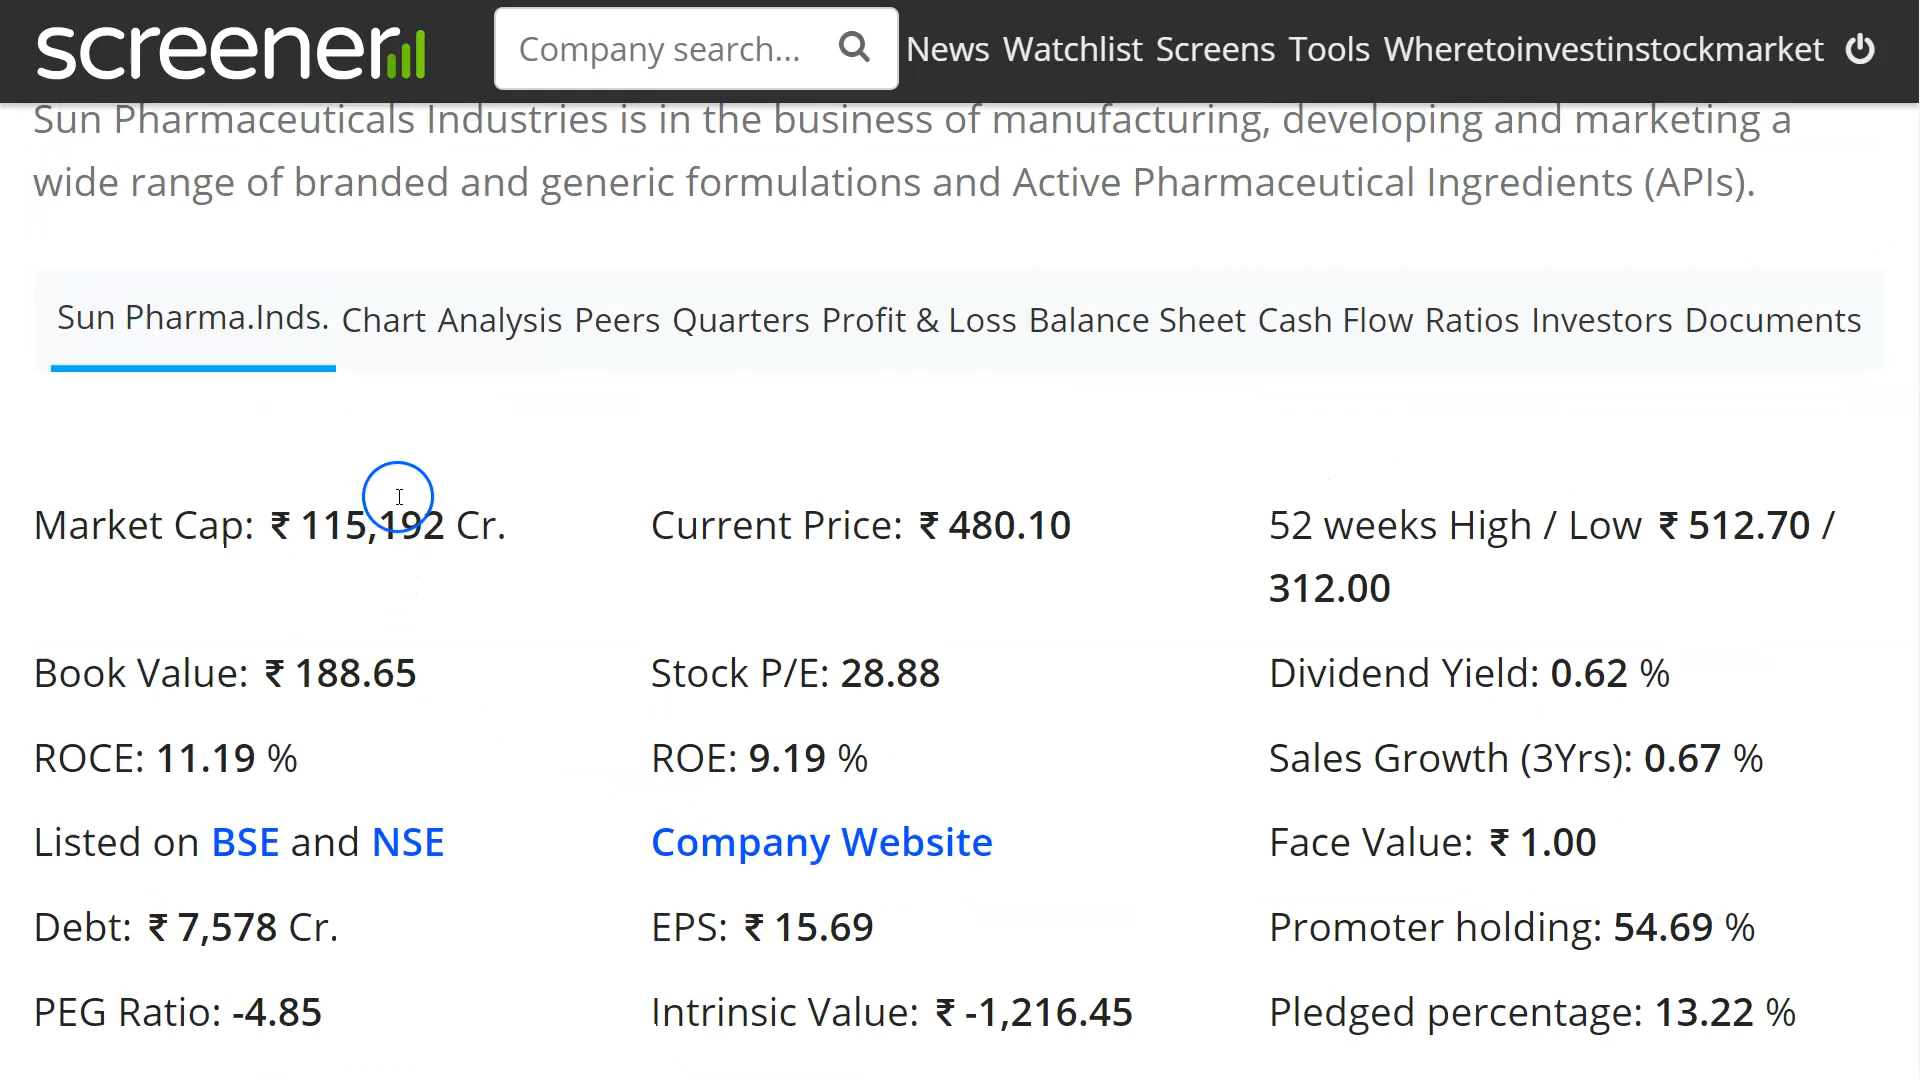 screener
Company search...
News Watchlist Screens Tools Wheretoinvestinstockmarket
Sun Pharmaceuticals Industries is in the business of manufacturing, developing and marketing a
wide range of branded and generic formulations and Active Pharmaceutical Ingredients (APIs).
Sun Pharma.Inds. Chart Analysis Peers Quarters Profit & Loss Balance Sheet Cash Flow Ratios Investors Documents
Market Cap: ₹ 115,192 Cr.
Current Price: ₹ 480.10
52 weeks High / Low ₹ 512.70 /
312.00
Book Value: ₹ 188.65
Stock P/E: 28.88
Dividend Yield: 0.62 %
ROCE: 11.19 %
ROE: 9.19 %
Sales Growth (3Yrs): 0.67 %
Listed on BSE and NSE
Company Website
Face Value: ₹ 1.00
Debt: ₹ 7,578 Cr.
EPS: ₹ 15.69
Promoter holding: 54.69 %
PEG Ratio: -4.85
Intrinsic Value: ₹ -1,216.45
Pledged percentage: 13.22 %